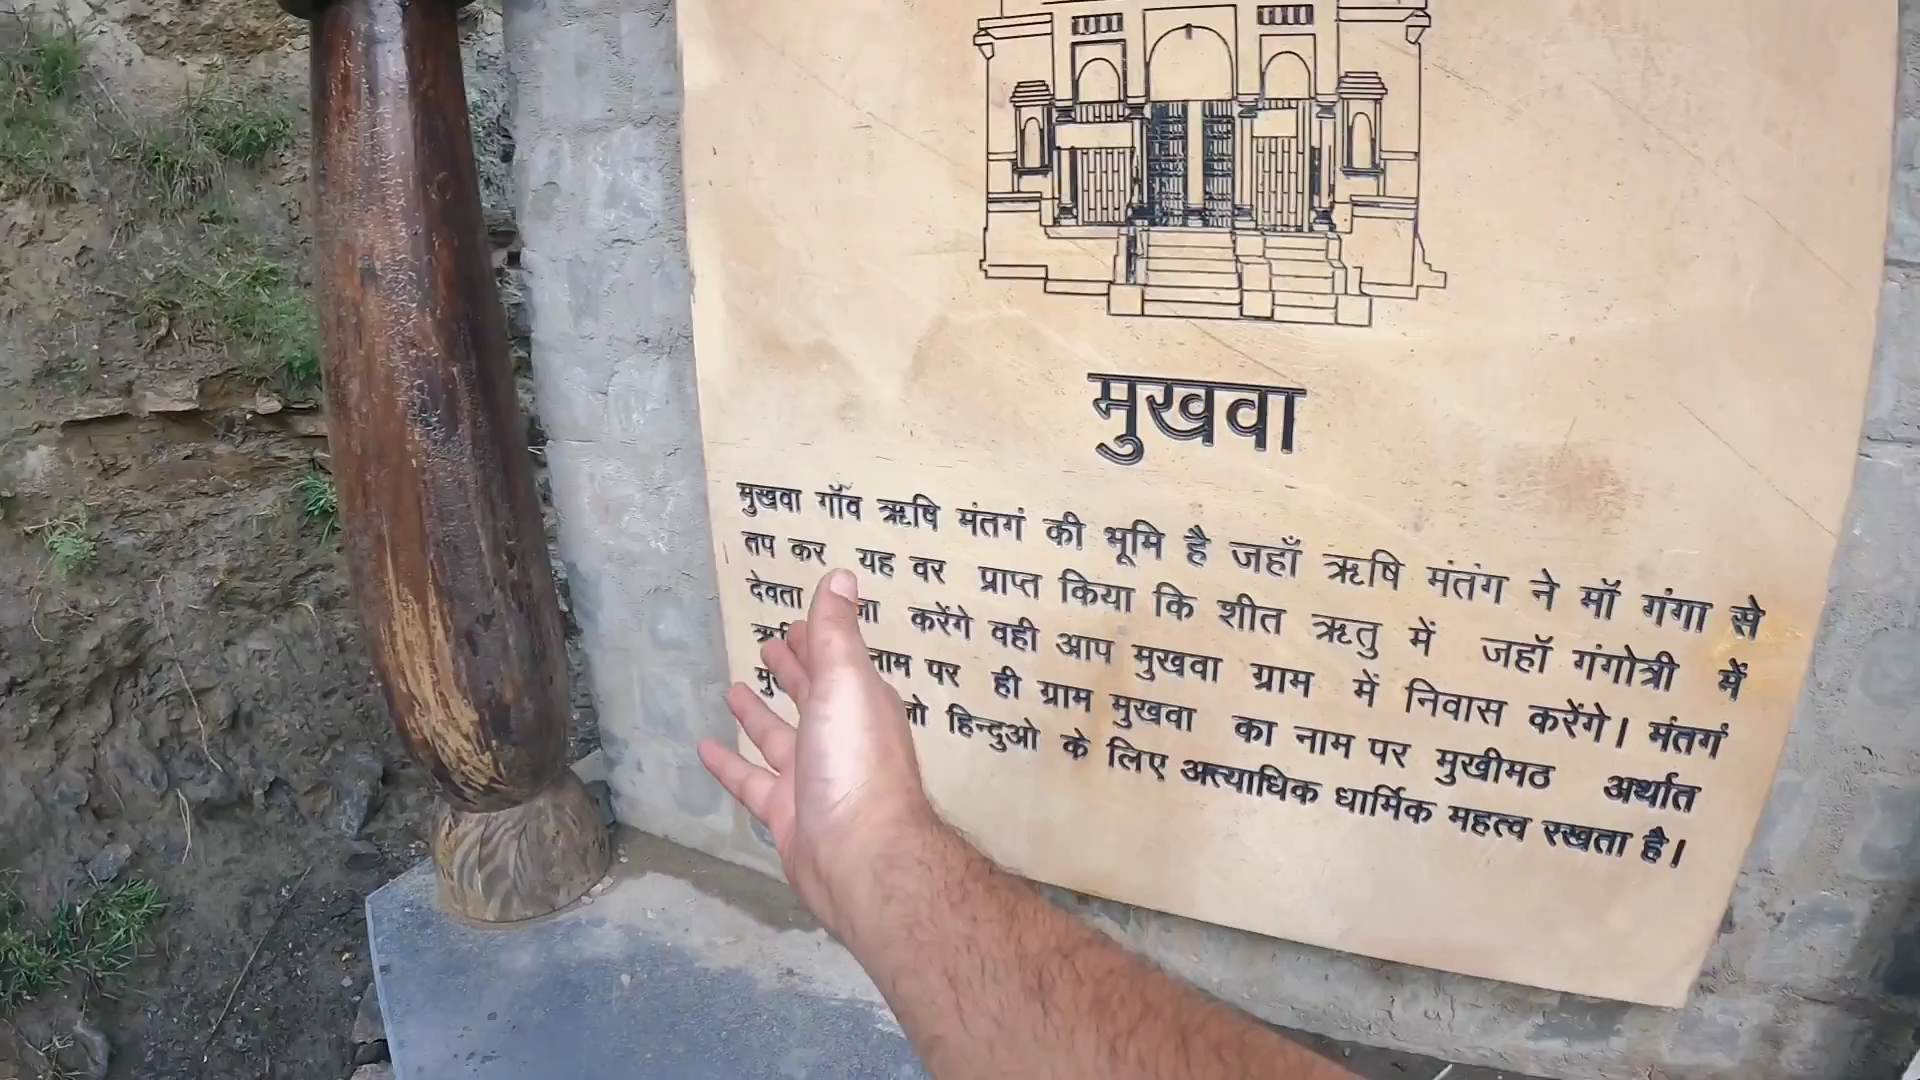 मुखवा
मुखवा गॉंव ऋषि मंतगं की भूमि है जहाँ ऋषि मंतंग ने मॉ गंगा से
तप कर यह वर प्राप्त किया कि शीत ऋतु में जहॉ गंगोत्री में
देवता करेंगे वही आप मुखवा ग्राम में निवास करेंगे। मंतगं
नाम पर ही ग्राम मुखवा का नाम पर मुखीमठ अर्थात
जो हिन्दुओ के लिए अत्याधिक धार्मिक महत्व रखता है।